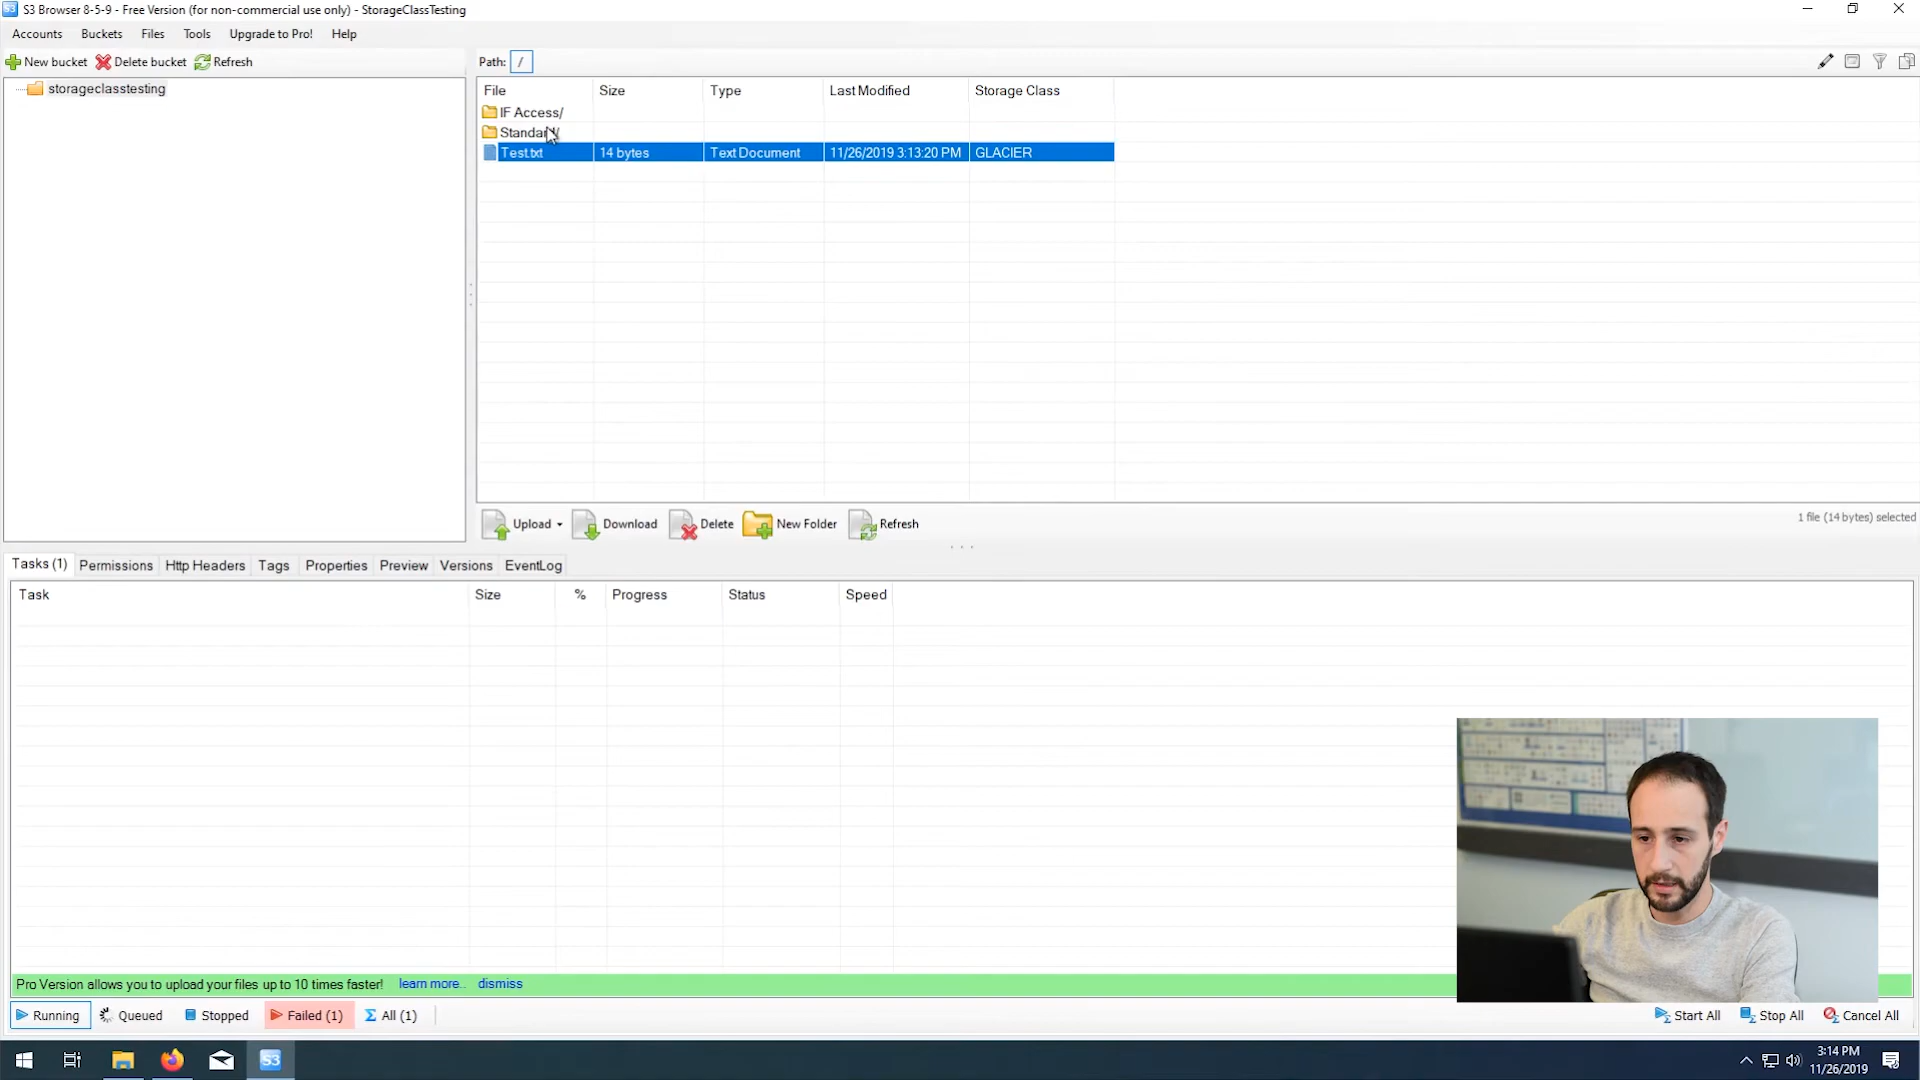 S3 Browser 8-5-9 - Free Version (for non-commercial use only) - StorageClassTesting
Accounts Buckets Files Tools Upgrade to Pro! Help
New bucket Delete bucket Refresh
Path: /
storageclasstesting
File Size Type Last Modified Storage Class
IF Access/
Standard/
Test.txt 14 bytes Text Document 11/26/2019 3:13:20 PM GLACIER
Upload Download Delete New Folder Refresh
1 file (14 bytes) selected
Tasks (1) Permissions Http Headers Tags Properties Preview Versions EventLog
Task Size % Progress Status Speed
Pro Version allows you to upload your files up to 10 times faster! learn more.. dismiss
Running Queued Stopped Failed (1) All (1) Start All Stop All Cancel All
S3
3:14 PM
11/26/2019